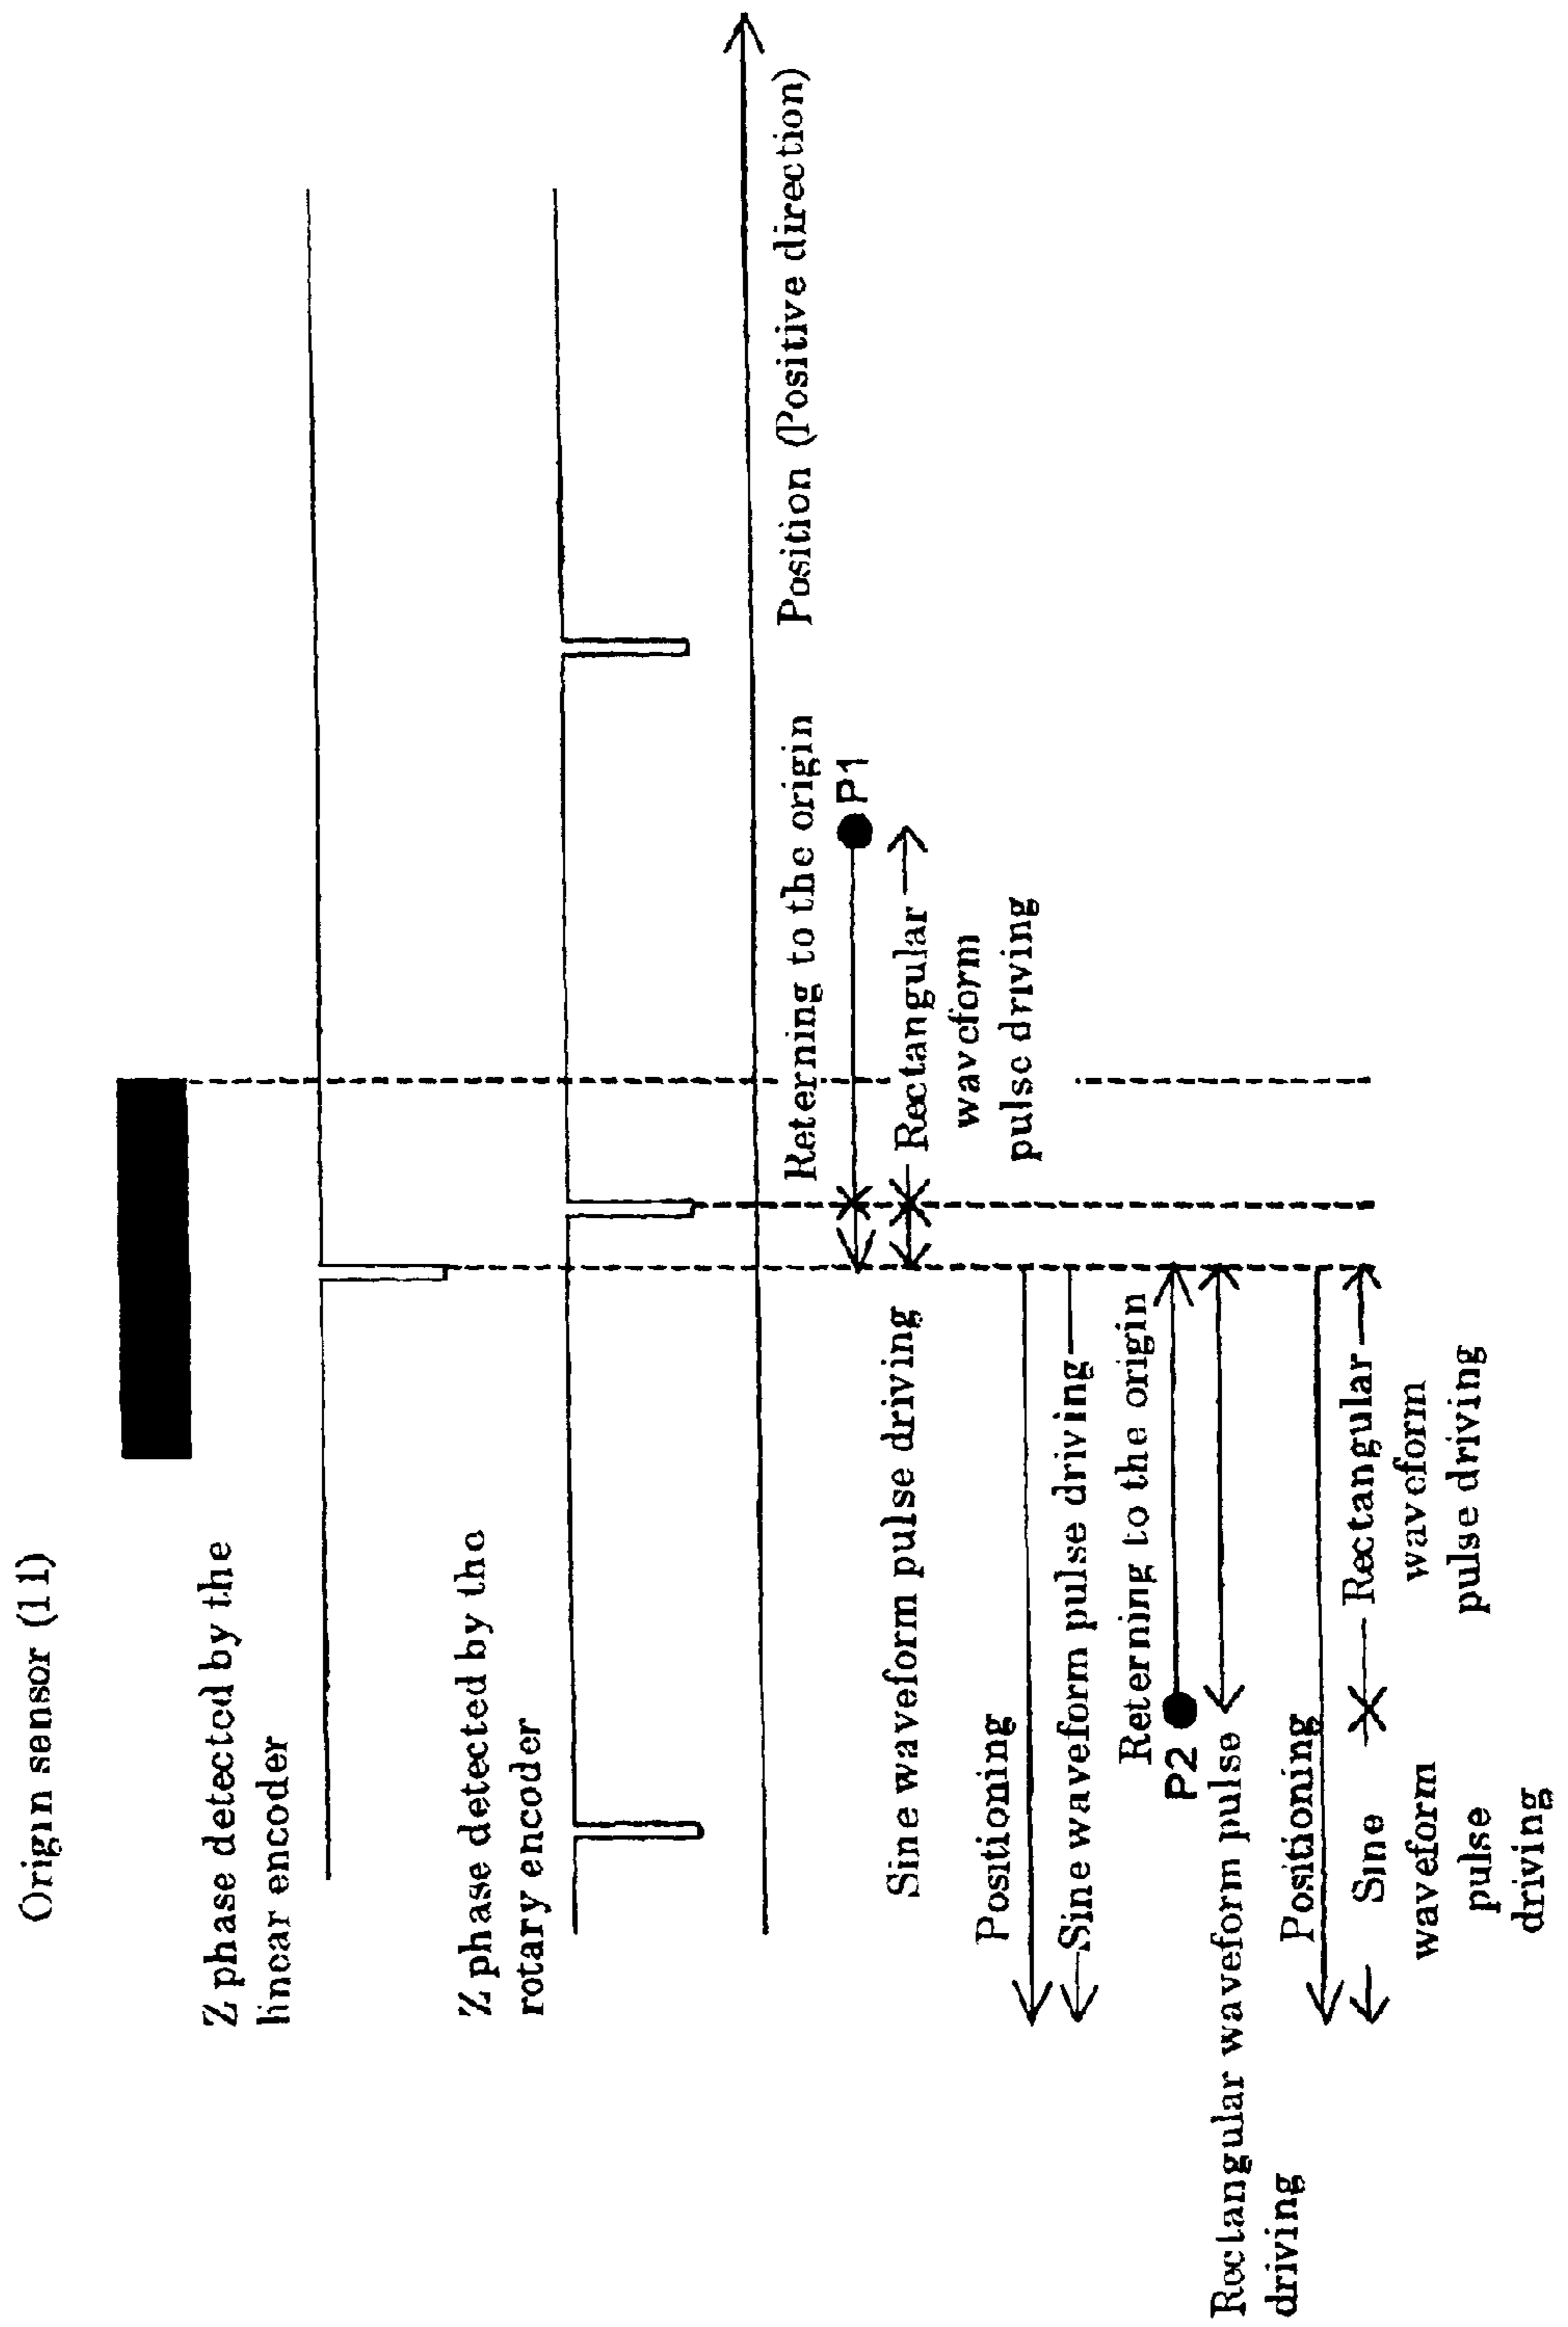 Origin sensor (11)
Z phase detected by the
linear encoder
Z phase detected by the
rotary encoder
Position (Positive direction)
Reterning to the origin
P1
Rectangular
waveform
pulse driving
Sine waveform pulse driving
Positioning
Sine waveform pulse driving
Reterning to the origin
P2
Rectangular waveform pulse
driving
Positioning
Rectangular
waveform
pulse driving
Sine
waveform
pulse
driving